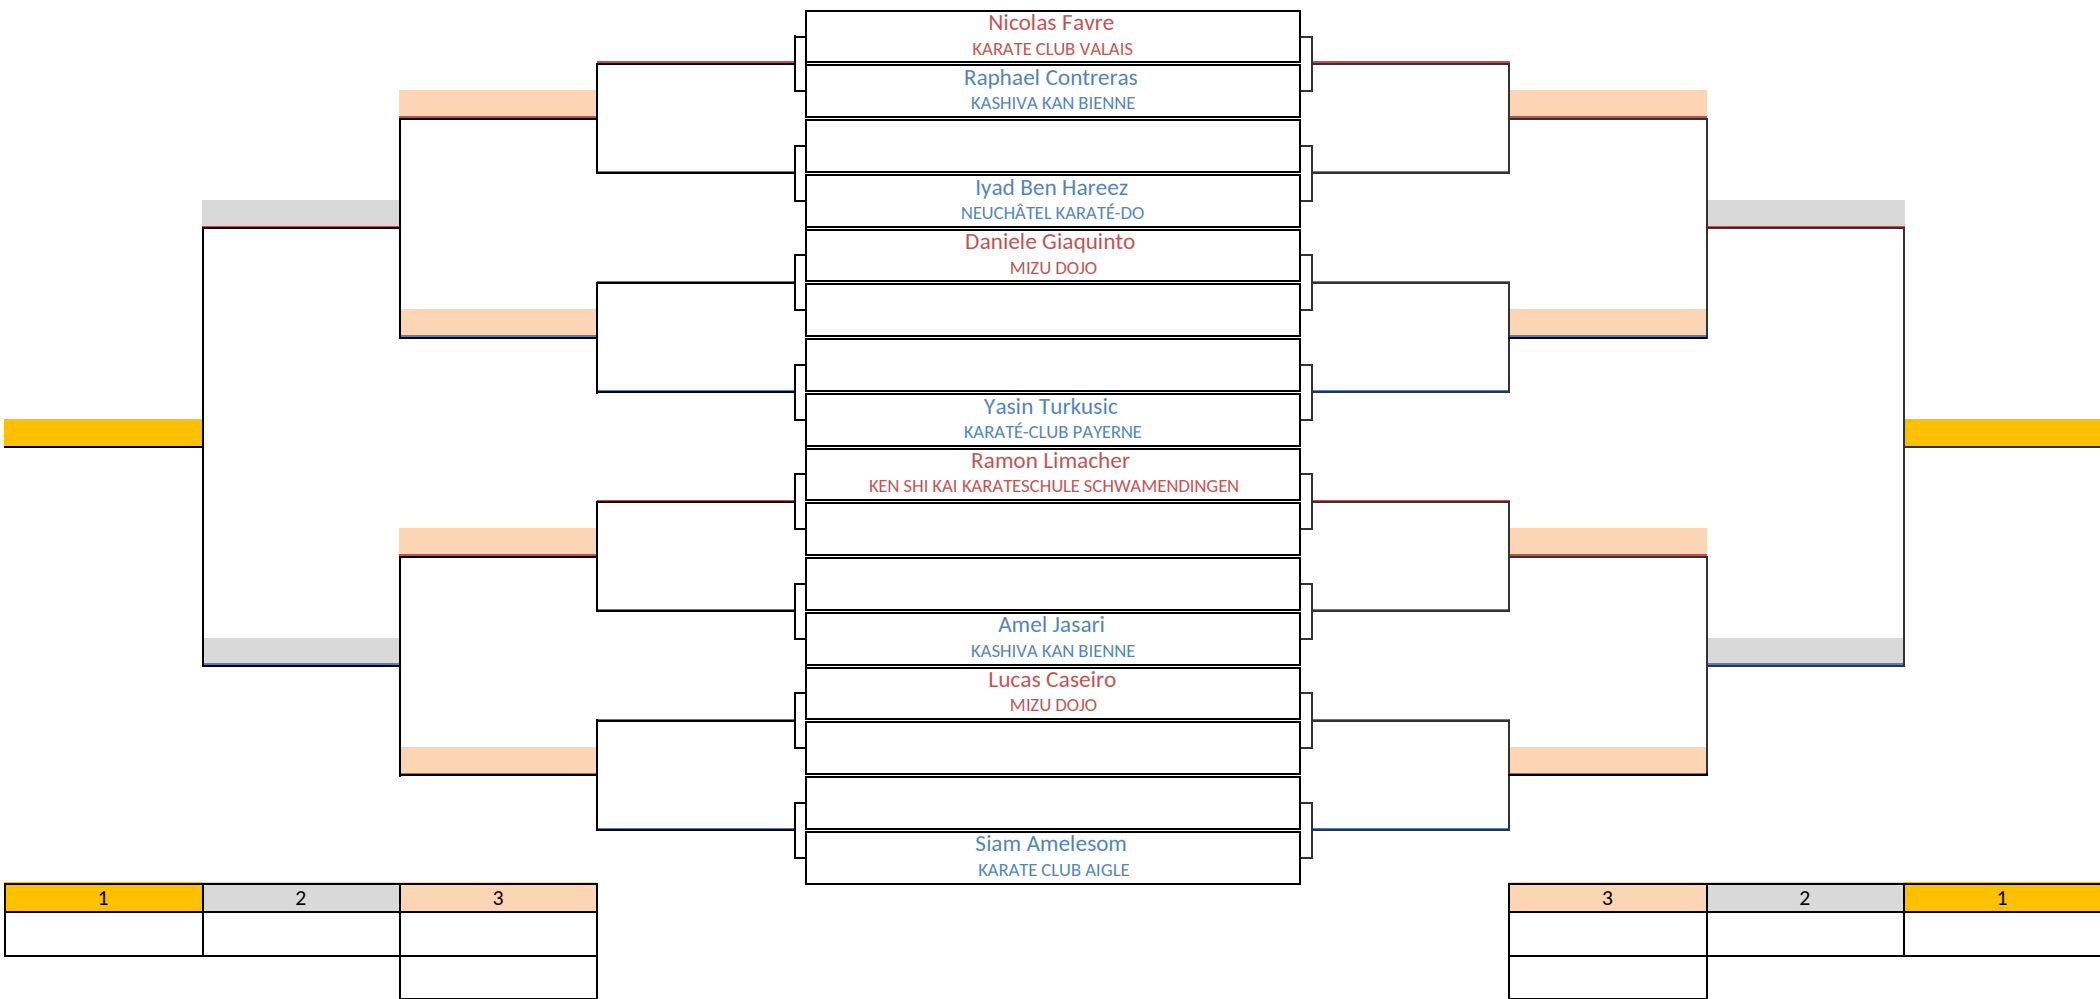 Nicolas Favre
KARATE CLUB VALAIS
Raphael Contreras
KASHIVA KAN BIENNE
Iyad Ben Hareez
NEUCHÂTEL KARATÉ-DO
Daniele Giaquinto
MIZU DOJO
Yasin Turkusic
KARATÉ-CLUB PAYERNE
Ramon Limacher
KEN SHI KAI KARATESCHULE SCHWAMENDINGEN
Amel Jasari
KASHIVA KAN BIENNE
Lucas Caseiro
MIZU DOJO
Siam Amelesom
KARATE CLUB AIGLE
1 2 3 3 2 1